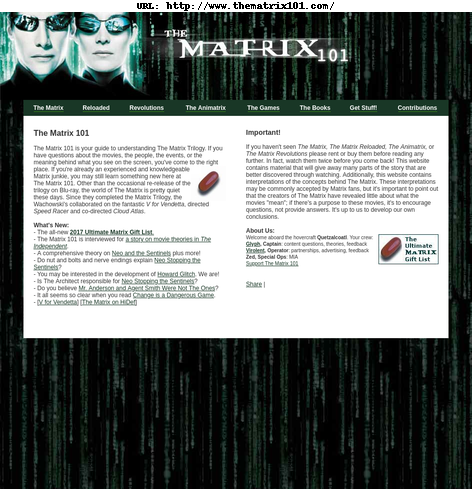 URL: http://www.thematrix101.com/
THE
MATRIX
101
The Matrix Reloaded Revolutions The Animatrix The Games The Books Get Stuff! Contributions
The Matrix 101
The Matrix 101 is your guide to understanding The Matrix Trilogy. If you
have questions about the movies, the people, the events, or the
meaning behind what you see on the screen, you've come to the right
place. If you're already an experienced and knowledgeable
Matrix junkie, you may still learn something new here at
The Matrix 101. Other than the occasional re-release of the
trilogy on Blu-ray, the world of The Matrix is pretty quiet
these days. Since they completed the Matrix Trilogy, the
Wachowski's collaborated on the fantastic V for Vendetta, directed
Speed Racer and co-directed Cloud Atlas.
What's New:
- The all-new 2017 Ultimate Matrix Gift List.
- The Matrix 101 is interviewed for a story on movie theories in The
Independent.
- A comprehensive theory on Neo and the Sentinels plus more!
- Do not and bolts and nerve endings explain Neo Stopping the
Sentinels?
- You may be interested in the development of Howard Glitch. We are!
- Is The Architect responsible for Neo Stopping the Sentinels?
- Do you believe Mr. Anderson and Agent Smith Were Not The Ones?
- It all seems so clear when you read Change is a Dangerous Game.
- [V for Vendetta] [The Matrix on HiDef]
Important!
If you haven't seen The Matrix, The Matrix Reloaded, The Animatrix, or
The Matrix Revolutions please rent or buy them before reading any
further. In fact, watch them twice before you come back! This website
contains material that will give away many parts of the story that are
better discovered through watching. Additionally, this website contains
interpretations of the concepts behind The Matrix. These interpretations
may be commonly accepted by Matrix fans, but it's important to point out
that the creators of The Matrix have revealed little about what the
movies "mean"; if there's a purpose to these movies, it's to encourage
questions, not provide answers. It's up to us to develop our own
conclusions.
About Us:
Welcome aboard the hovercraft Quetzalcoatl. Your crew:
Glyph, Captain: content questions, theories, feedback
Virulent, Operator: partnerships, advertising, feedback
Zed, Special Ops: MIA
Support The Matrix 101
The
Ultimate
MATRIX
Gift List
Share |